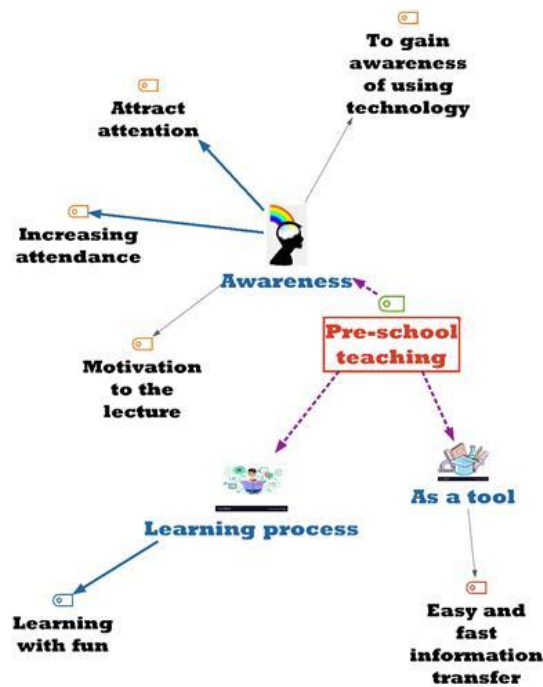 To gain
awareness
of using
technology
Attract
attention
Increasing
attendance
Awareness
Pre-school
teaching
Motivation
to the
lecture
Learning process
As a tool
Learning
with fun
Easy and
fast
information
transfer